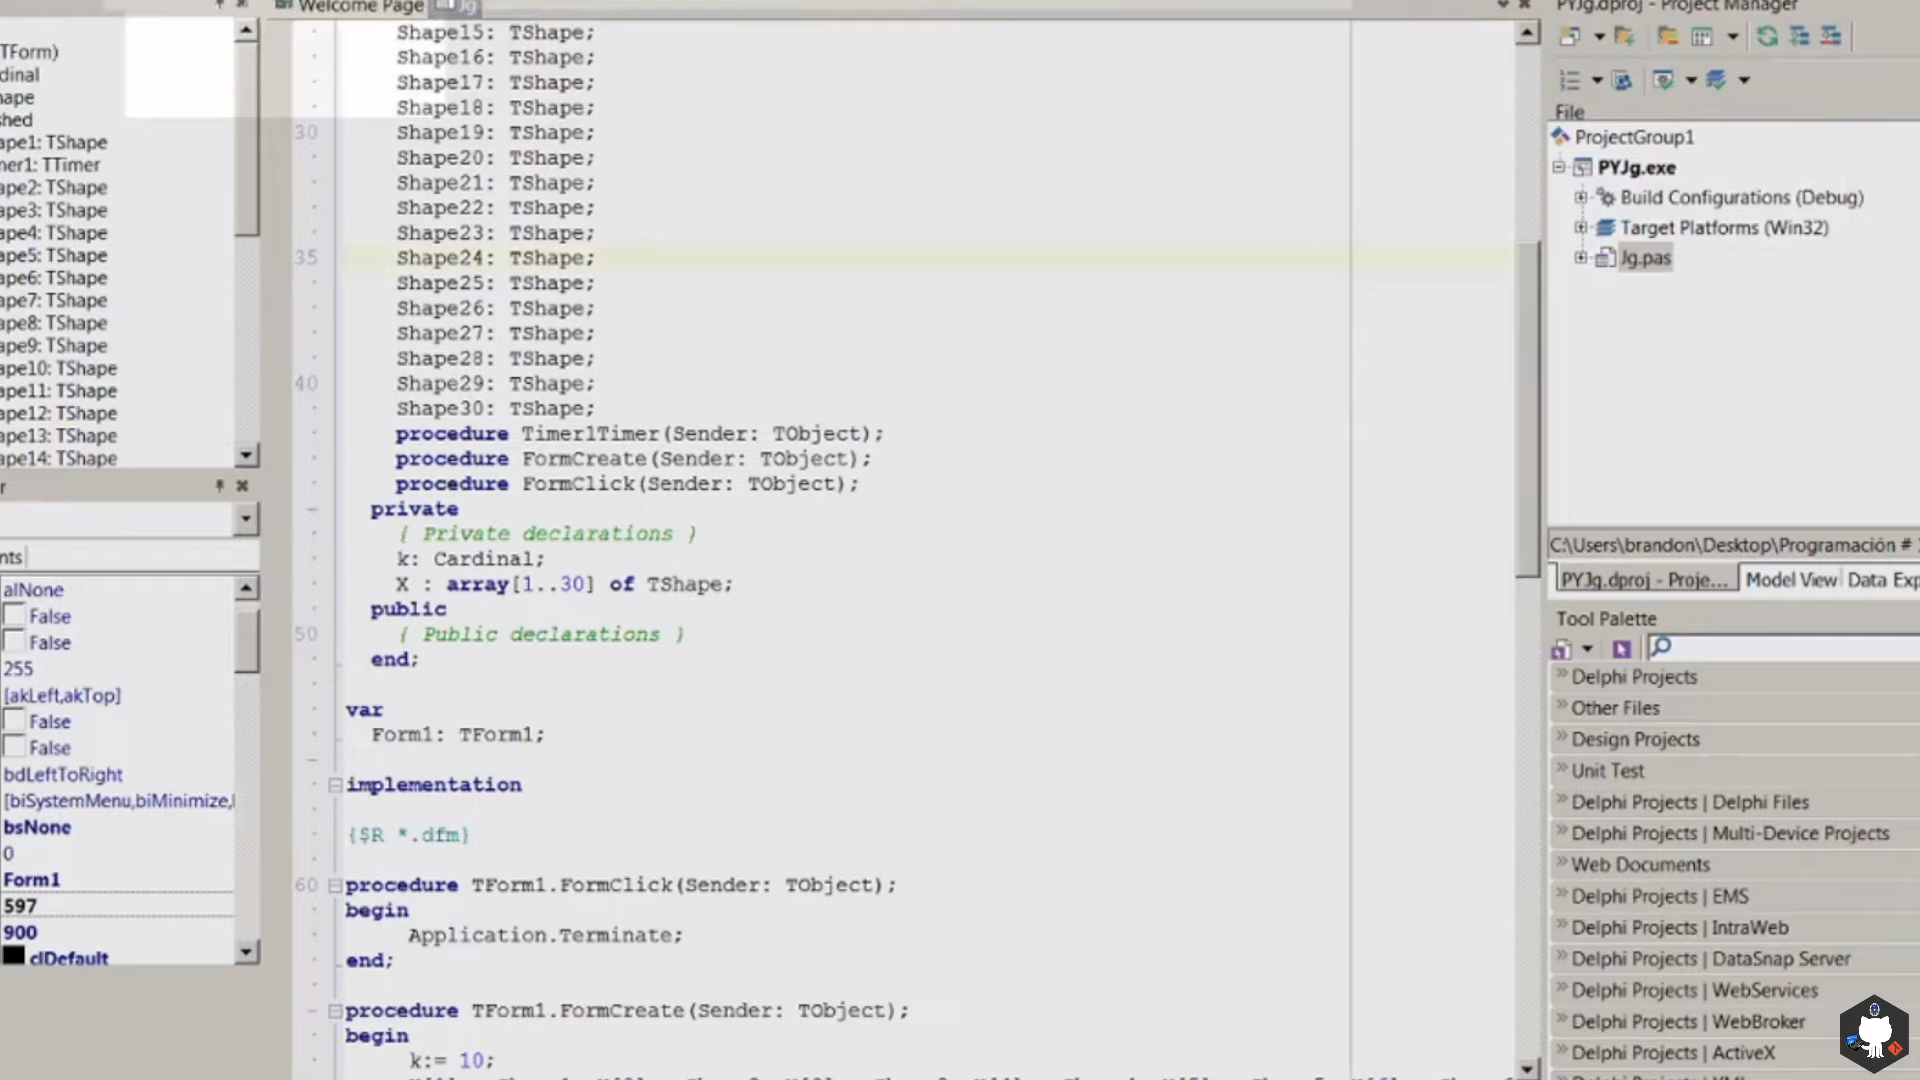 Welcome Page
Jg
TForm)
dinal
hape
shed
ape1: TShape
ner1: TTimer
ape2: TShape
ape3: TShape
ape4: TShape
ape5: TShape
ape6: TShape
ape7: TShape
ape8: TShape
ape9: TShape
ape10: TShape
ape11: TShape
ape12: TShape
ape13: TShape
ape14: TShape
r
nts
alNone
False
False
255
[akLeft,akTop]
False
False
bdLeftToRight
[biSystemMenu,biMinimize,
bsNone
0
Form1
597
900
clDefault
Shape15: TShape;
Shape16: TShape;
Shape17: TShape;
Shape18: TShape;
30 Shape19: TShape;
Shape20: TShape;
Shape21: TShape;
Shape22: TShape;
Shape23: TShape;
35 Shape24: TShape;
Shape25: TShape;
Shape26: TShape;
Shape27: TShape;
Shape28: TShape;
40 Shape29: TShape;
Shape30: TShape;
procedure Timer1Timer(Sender: TObject);
procedure FormCreate(Sender: TObject);
procedure FormClick(Sender: TObject);
private
{ Private declarations }
k: Cardinal;
X : array[1..30] of TShape;
public
50 { Public declarations }
end;
var
Form1: TForm1;
implementation
{$R *.dfm}
60 procedure TForm1.FormClick(Sender: TObject);
begin
Application.Terminate;
end;
procedure TForm1.FormCreate(Sender: TObject);
begin
k:= 10;
PYJg.dproj - Project Manager
File
ProjectGroup1
PYJg.exe
Build Configurations (Debug)
Target Platforms (Win32)
Jg.pas
C:\Users\brandon\Desktop\Programación #
PYJg.dproj - Proje... Model View Data Exp
Tool Palette
Delphi Projects
Other Files
Design Projects
Unit Test
Delphi Projects | Delphi Files
Delphi Projects | Multi-Device Projects
Web Documents
Delphi Projects | EMS
Delphi Projects | IntraWeb
Delphi Projects | DataSnap Server
Delphi Projects | WebServices
Delphi Projects | WebBroker
Delphi Projects | ActiveX